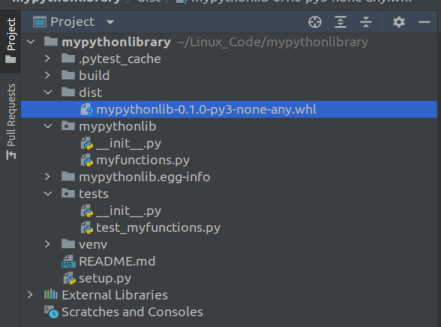 mypythonlibrary dist mypythonlib-0.1.0-py3-none-any.whl
Project
Project
mypythonlibrary ~/Linux_Code/mypythonlibrary
.pytest_cache
build
dist
mypythonlib-0.1.0-py3-none-any.whl
mypythonlib
__init__.py
myfunctions.py
mypythonlib.egg-info
tests
__init__.py
test_myfunctions.py
venv
README.md
setup.py
External Libraries
Scratches and Consoles
Pull Requests